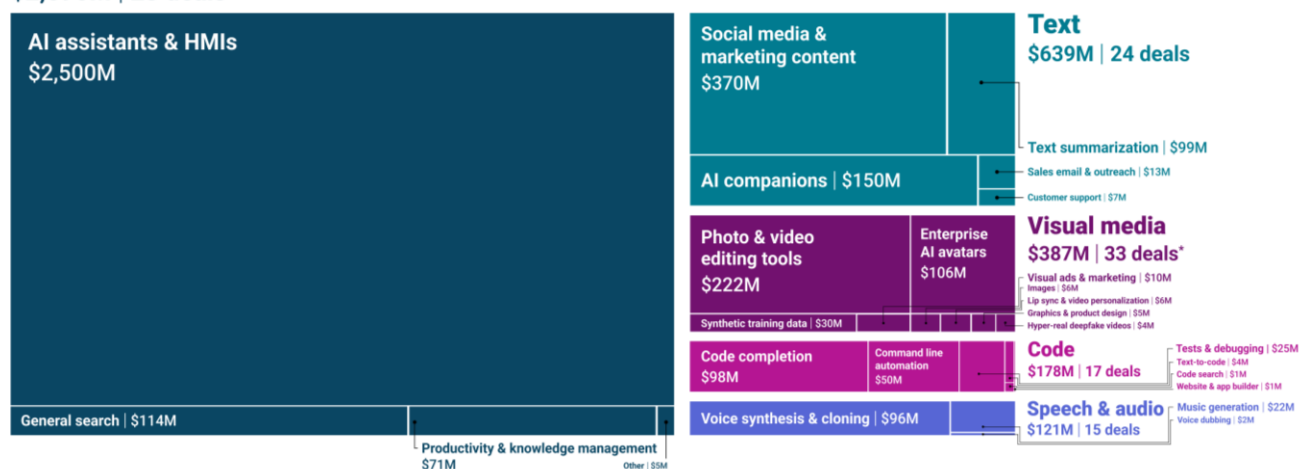 AI assistants & HMIs
$2,500M
General search | $114M
Productivity & knowledge management
$71M
Other | $5M
Social media &
marketing content
$370M
AI companions | $150M
Text
$639M | 24 deals
Text summarization | $99M
Sales email & outreach | $13M
Customer support | $7M
Photo & video
editing tools
$222M
Enterprise
AI avatars
$106M
Synthetic training data | $30M
Visual media
$387M | 33 deals*
Visual ads & marketing | $10M
Images | $6M
Lip sync & video personalization | $6M
Graphics & product design | $5M
Hyper-real deepfake videos | $4M
Code completion
$98M
Command line
automation
$50M
Code
$178M | 17 deals
Tests & debugging | $25M
Text-to-code | $4M
Code search | $1M
Website & app builder | $1M
Voice synthesis & cloning | $96M
Speech & audio
$121M | 15 deals
Music generation | $22M
Voice dubbing | $2M